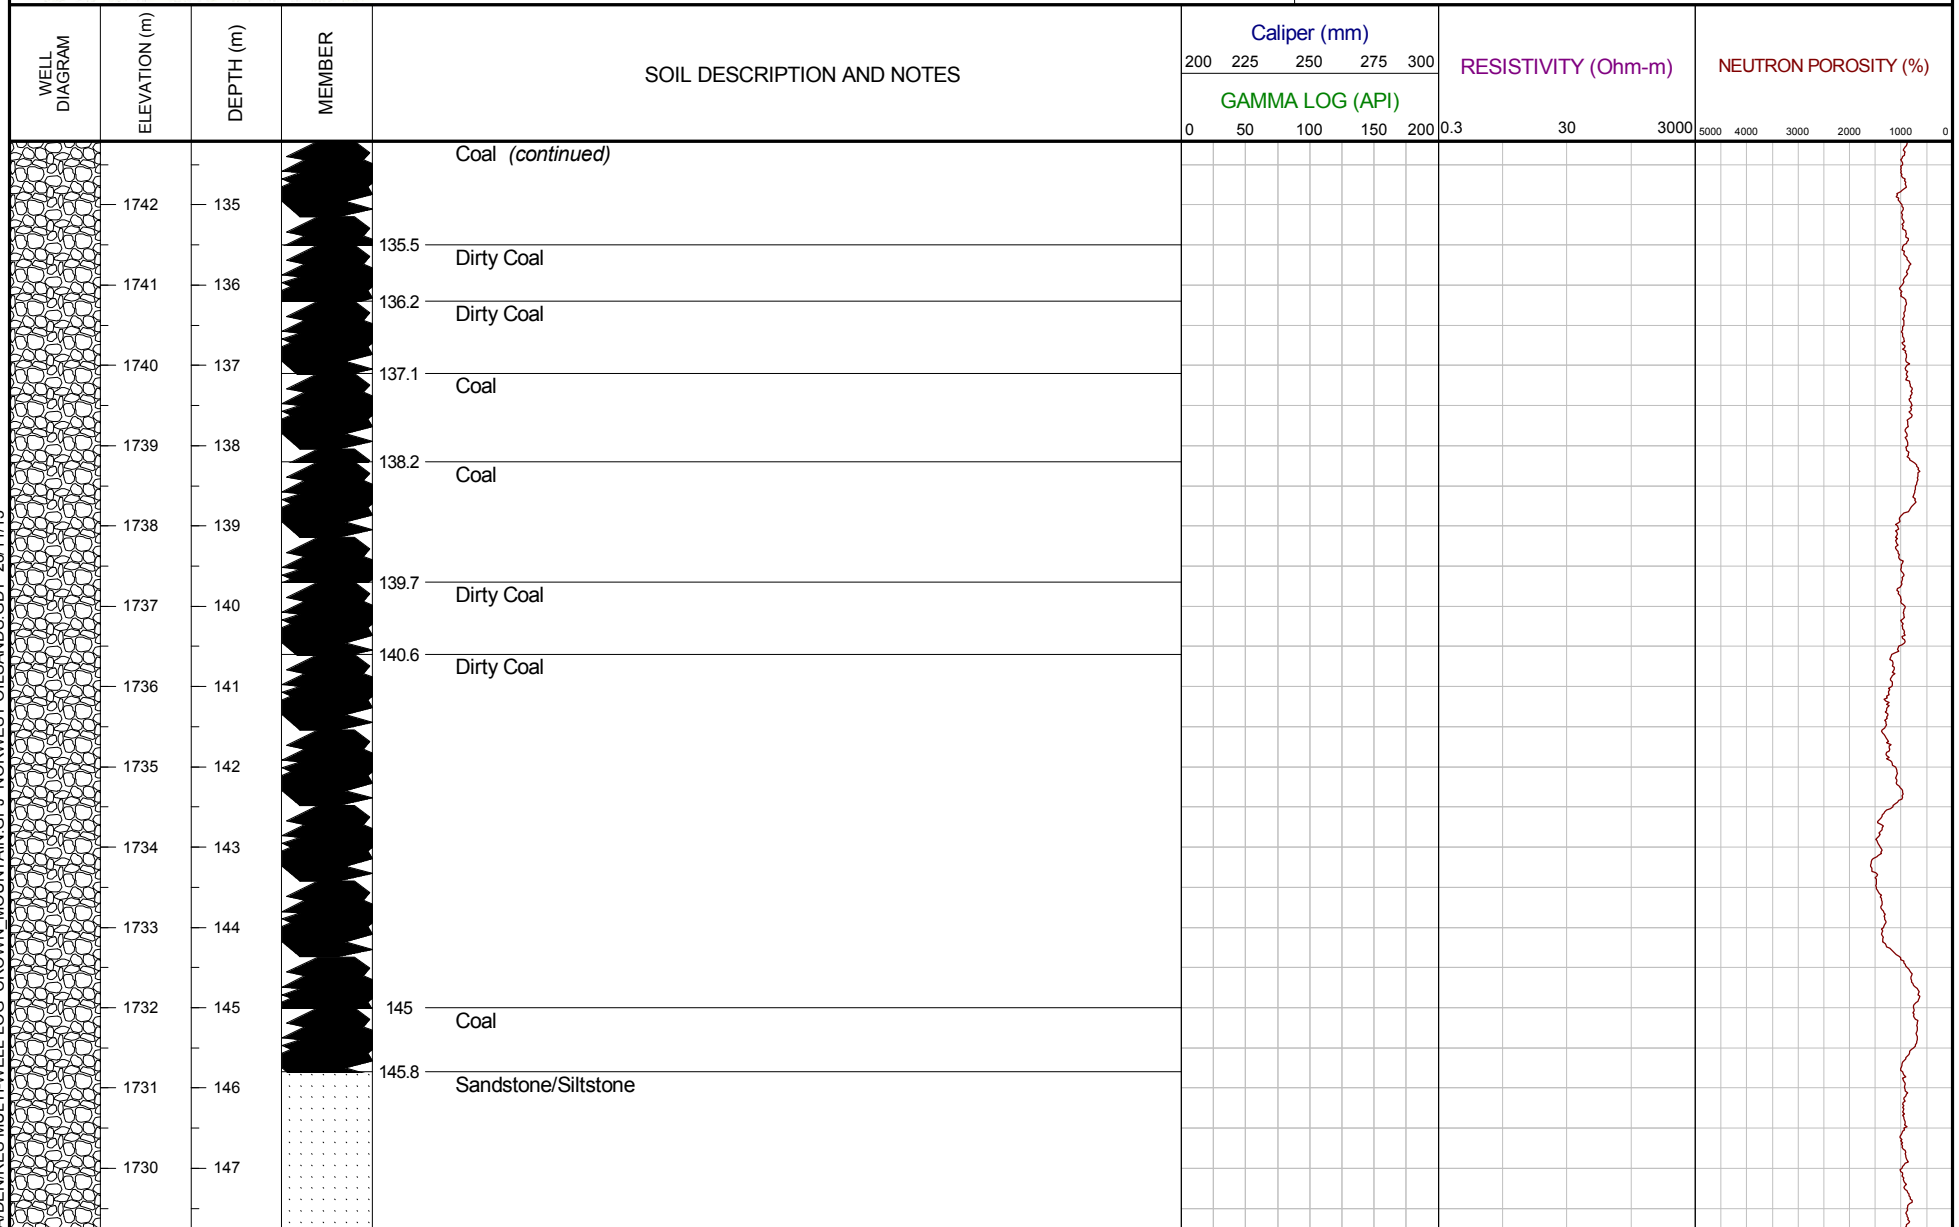 WELL DIAGRAM
ELEVATION (m)
DEPTH (m)
MEMBER
SOIL DESCRIPTION AND NOTES
Caliper (mm)
200 225 250 275 300
GAMMA LOG (API)
0 50 100 150 200
RESISTIVITY (Ohm-m)
0.3 30 3000
NEUTRON POROSITY (%)
5000 4000 3000 2000 1000 0
Coal (continued)
1742 135
135.5
Dirty Coal
1741 136
136.2
Dirty Coal
1740 137
137.1
Coal
1739 138
138.2
Coal
1738 139
139.7
Dirty Coal
1737 140
140.6
Dirty Coal
1736 141
1735 142
1734 143
1733 144
1732 145
145
Coal
145.8
Sandstone/Siltstone
1731 146
1730 147